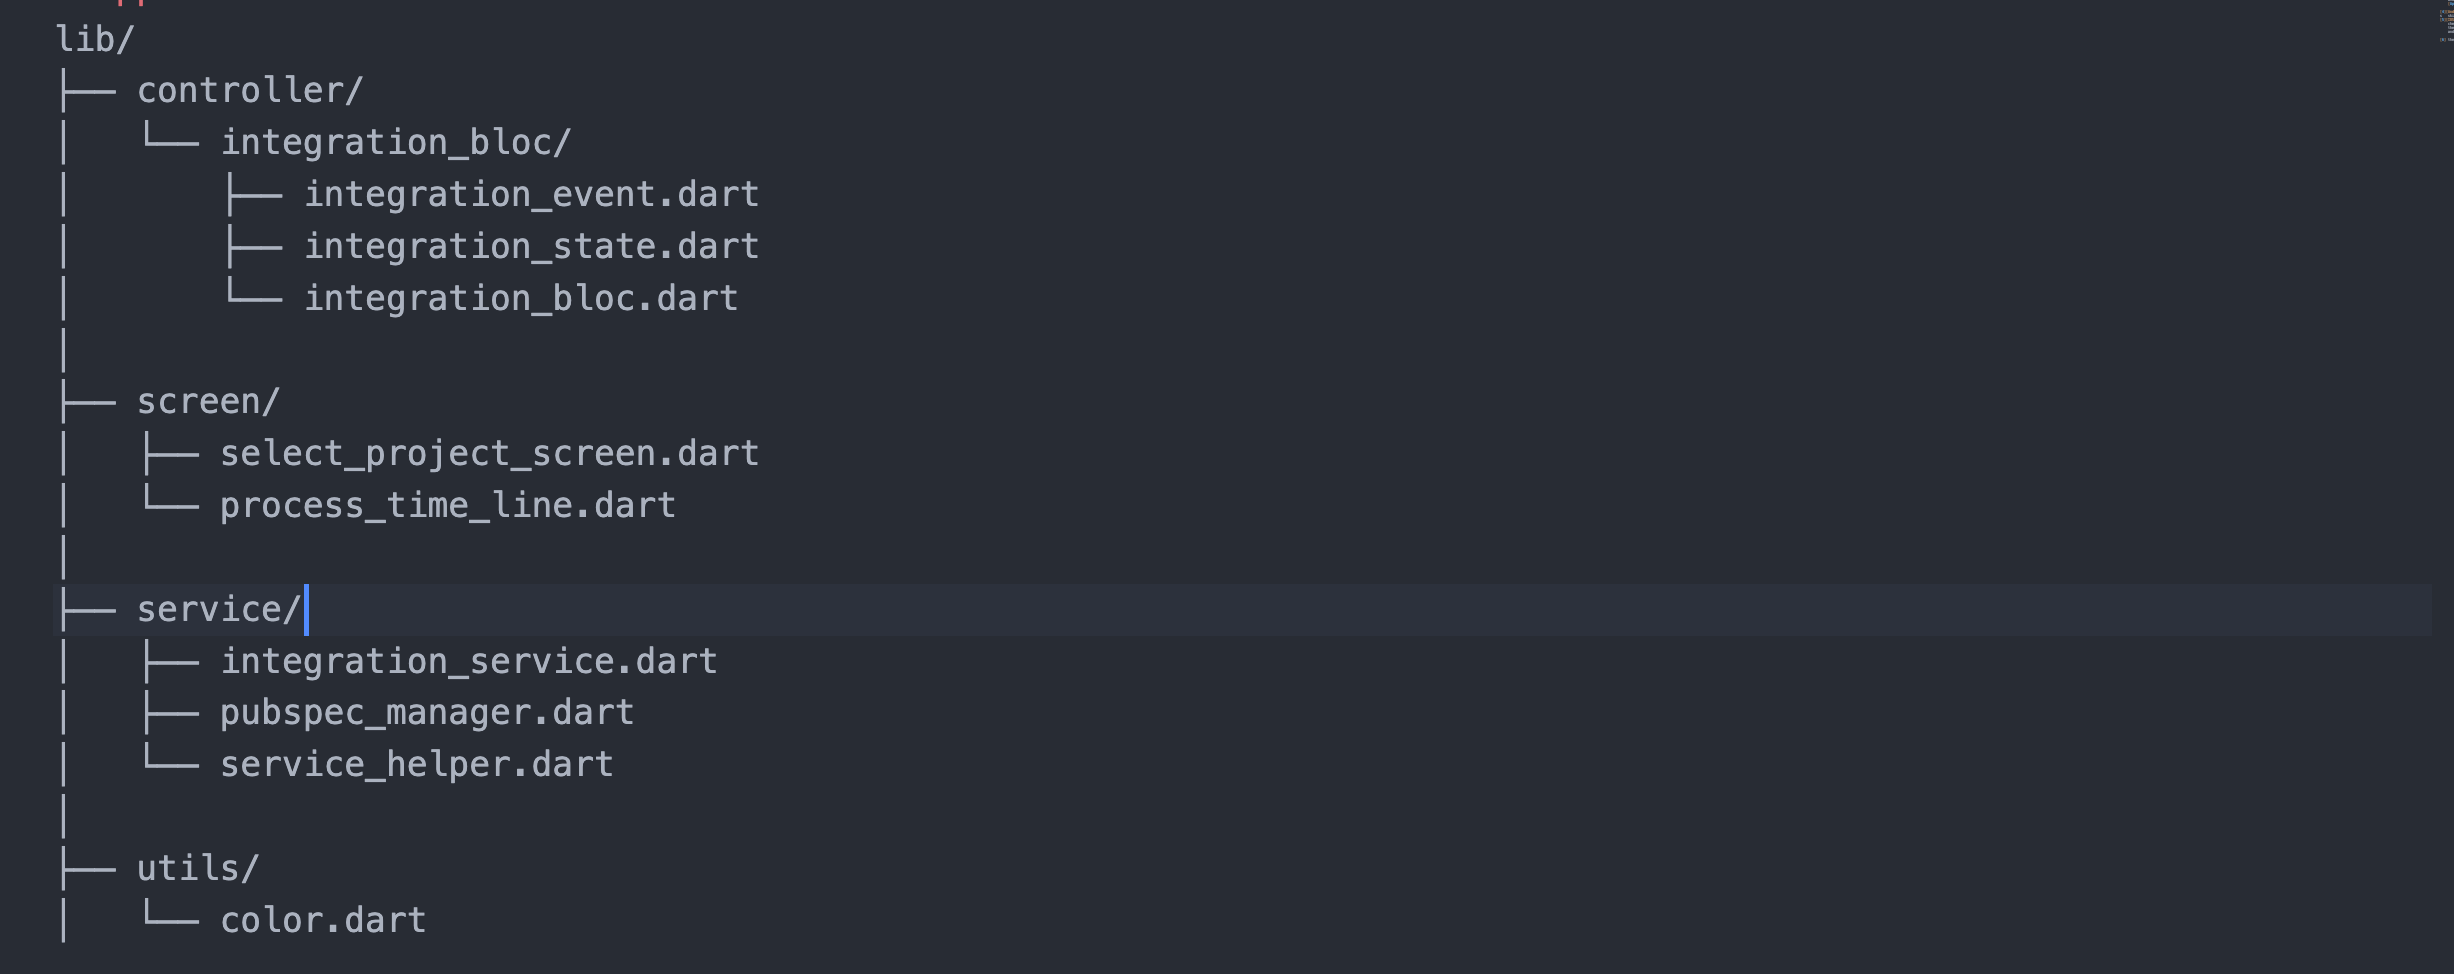 lib/
├── controller/
│   └── integration_bloc/
│       ├── integration_event.dart
│       ├── integration_state.dart
│       └── integration_bloc.dart
│
├── screen/
│   ├── select_project_screen.dart
│   └── process_time_line.dart
│
├── service/
│   ├── integration_service.dart
│   ├── pubspec_manager.dart
│   └── service_helper.dart
│
├── utils/
│   └── color.dart